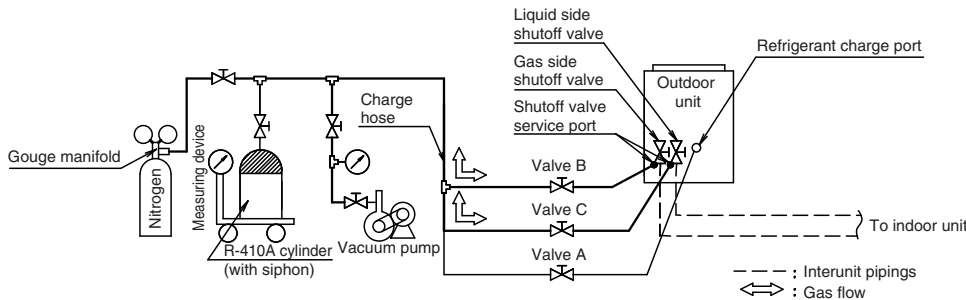 Liquid side
shutoff valve
Gas side
shutoff valve
Shutoff valve
service port
Refrigerant charge port
Outdoor
unit
Charge
hose
Gouge manifold
Nitrogen
Measuring device
R-410A cylinder
(with siphon)
Vacuum pump
Valve B
Valve C
Valve A
To indoor unit
: Interunit pipings
: Gas flow